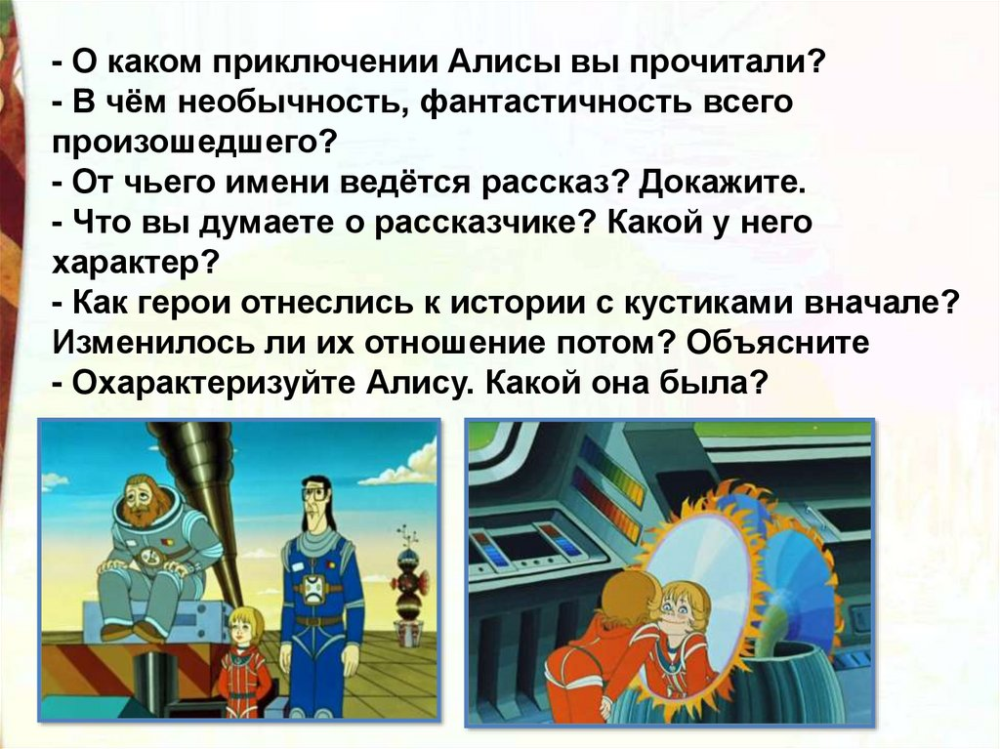 - О каком приключении Алисы вы прочитали?
- В чём необычность, фантастичность всего
произошедшего?
- От чьего имени ведётся рассказ? Докажите.
- Что вы думаете о рассказчике? Какой у него
характер?
- Как герои отнеслись к истории с кустиками вначале?
Изменилось ли их отношение потом? Объясните
- Охарактеризуйте Алису. Какой она была?